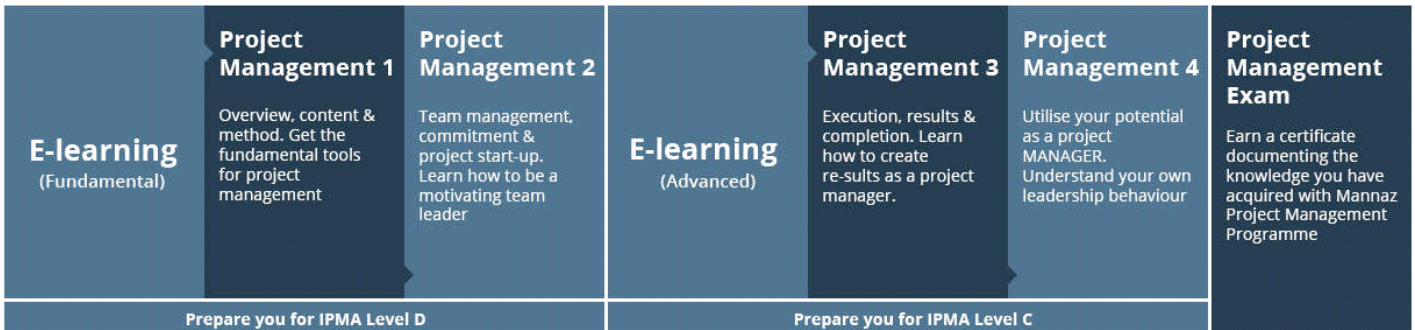 E-learning
(Fundamental)
Project
Management 1
Overview, content &
method. Get the
fundamental tools
for project
management
Project
Management 2
Team management,
commitment &
project start-up.
Learn how to be a
motivating team
leader
Prepare you for IPMA Level D
E-learning
(Advanced)
Project
Management 3
Execution, results &
completion. Learn
how to create
re-sults as a project
manager.
Project
Management 4
Utilise your potential
as a project
MANAGER.
Understand your own
leadership behaviour
Prepare you for IPMA Level C
Project
Management
Exam
Earn a certificate
documenting the
knowledge you have
acquired with Mannaz
Project Management
Programme